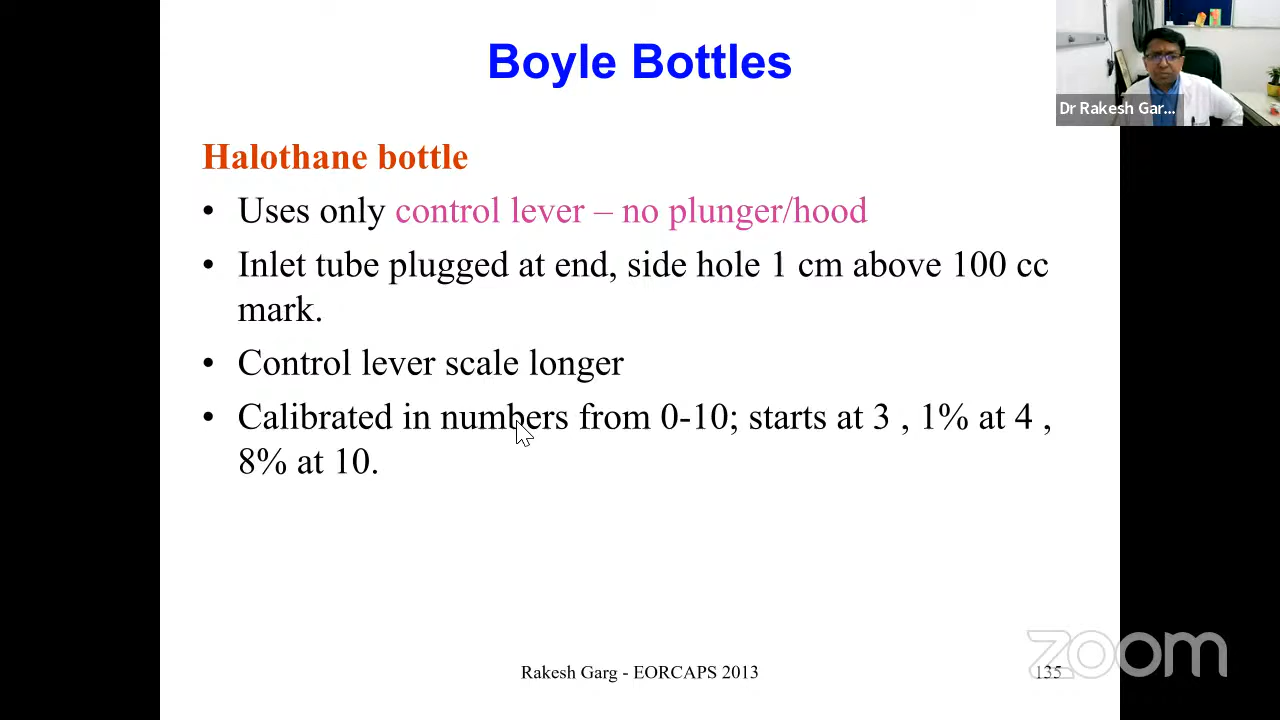 Boyle Bottles
Dr Rakesh Gar...
Halothane bottle
• Uses only control lever – no plunger/hood
• Inlet tube plugged at end, side hole 1 cm above 100 cc
mark.
• Control lever scale longer
• Calibrated in numbers from 0-10; starts at 3 , 1% at 4 ,
8% at 10.
zoom
Rakesh Garg - EORCAPS 2013
135